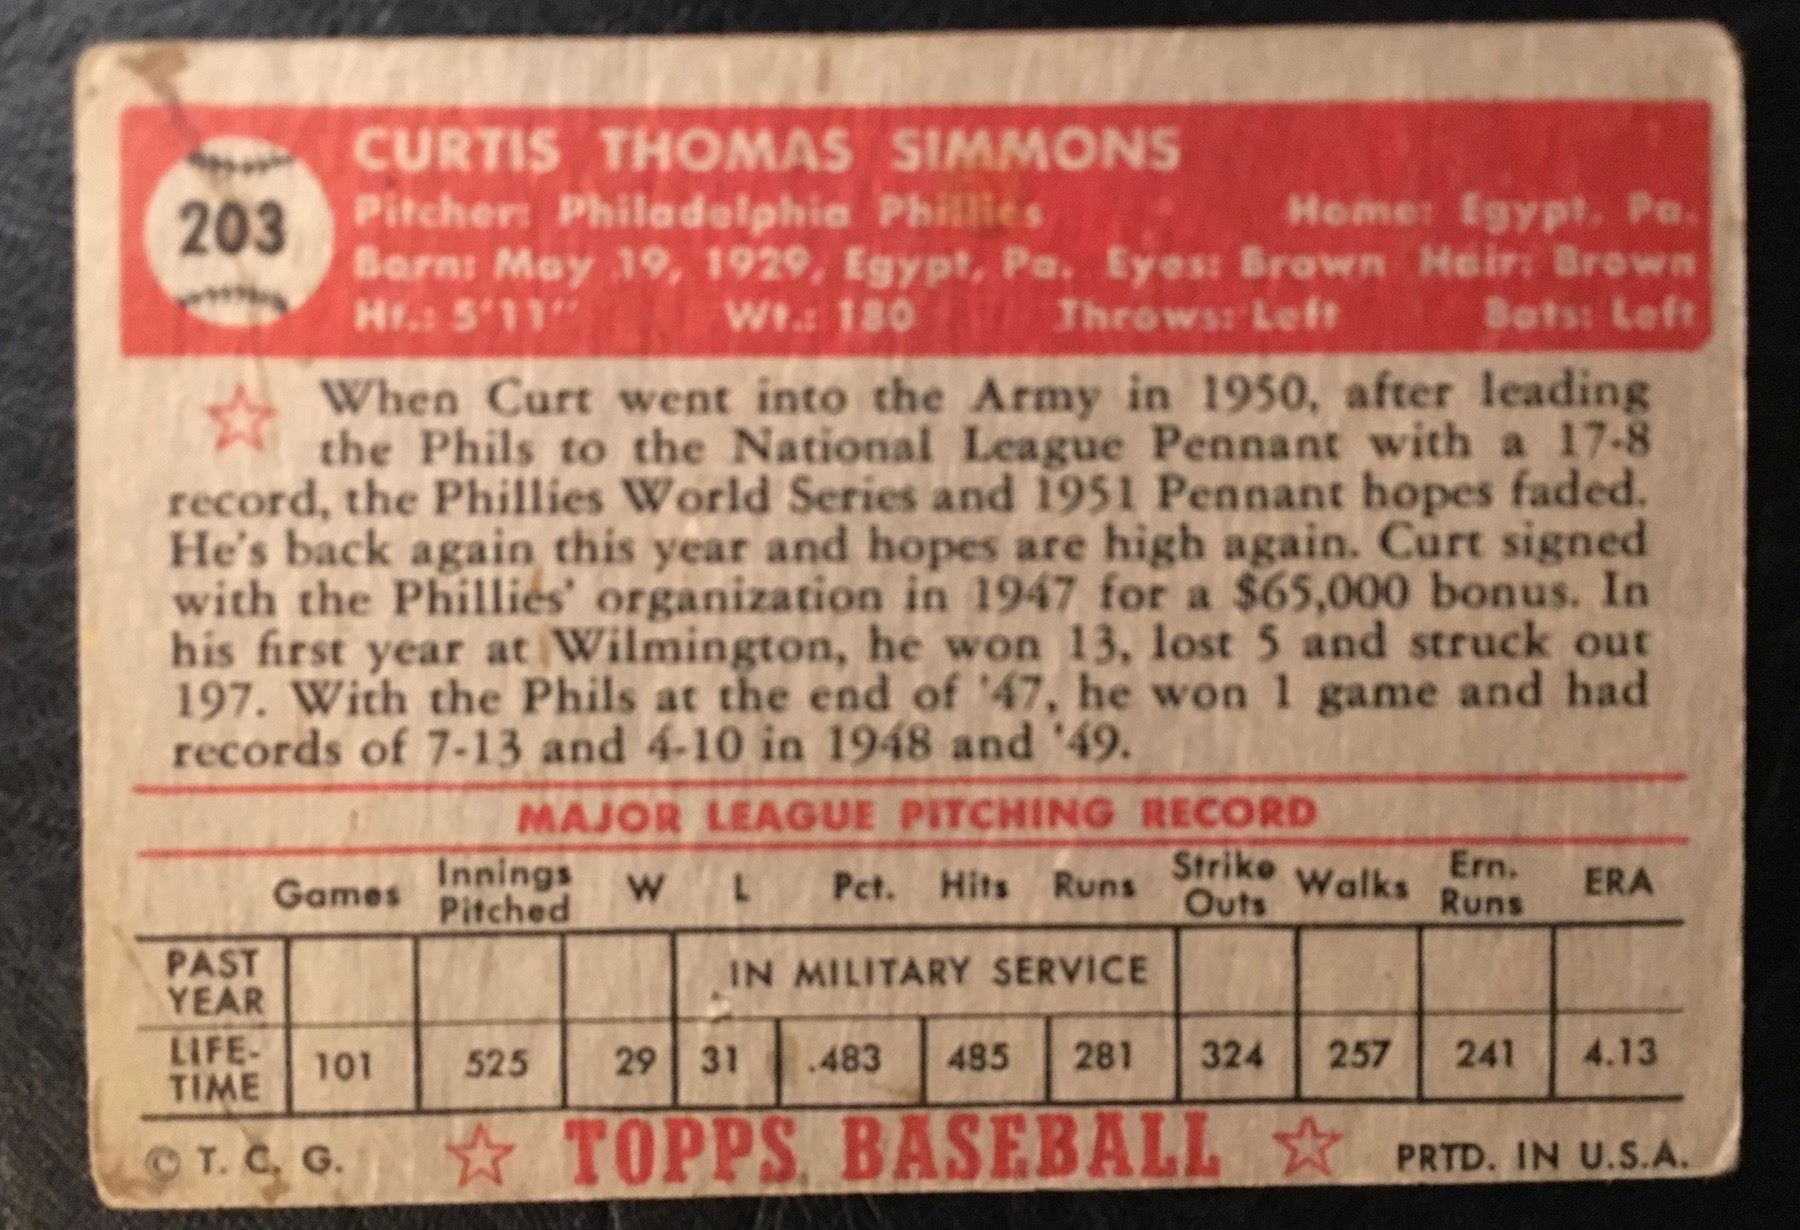 203
CURTIS THOMAS SIMMONS
Pitcher: Philadelphia Phillies Home: Egypt, Pa.
Born: May 19, 1929, Egypt, Pa. Eyes: Brown Hair: Brown
Ht.: 5'11" Wt.: 180 Throws: Left Bats: Left
When Curt went into the Army in 1950, after leading
the Phils to the National League Pennant with a 17-8
record, the Phillies World Series and 1951 Pennant hopes faded.
He's back again this year and hopes are high again. Curt signed
with the Phillies' organization in 1947 for a $65,000 bonus. In
his first year at Wilmington, he won 13, lost 5 and struck out
197. With the Phils at the end of '47, he won 1 game and had
records of 7-13 and 4-10 in 1948 and '49.
MAJOR LEAGUE PITCHING RECORD
Games Innings Pitched W L Pct. Hits Runs Strike Outs Walks Ern. Runs ERA
PAST YEAR IN MILITARY SERVICE
LIFE-TIME 101 525 29 31 .483 485 281 324 257 241 4.13
© T. C. G. TOPPS BASEBALL PRTD. IN U.S.A.